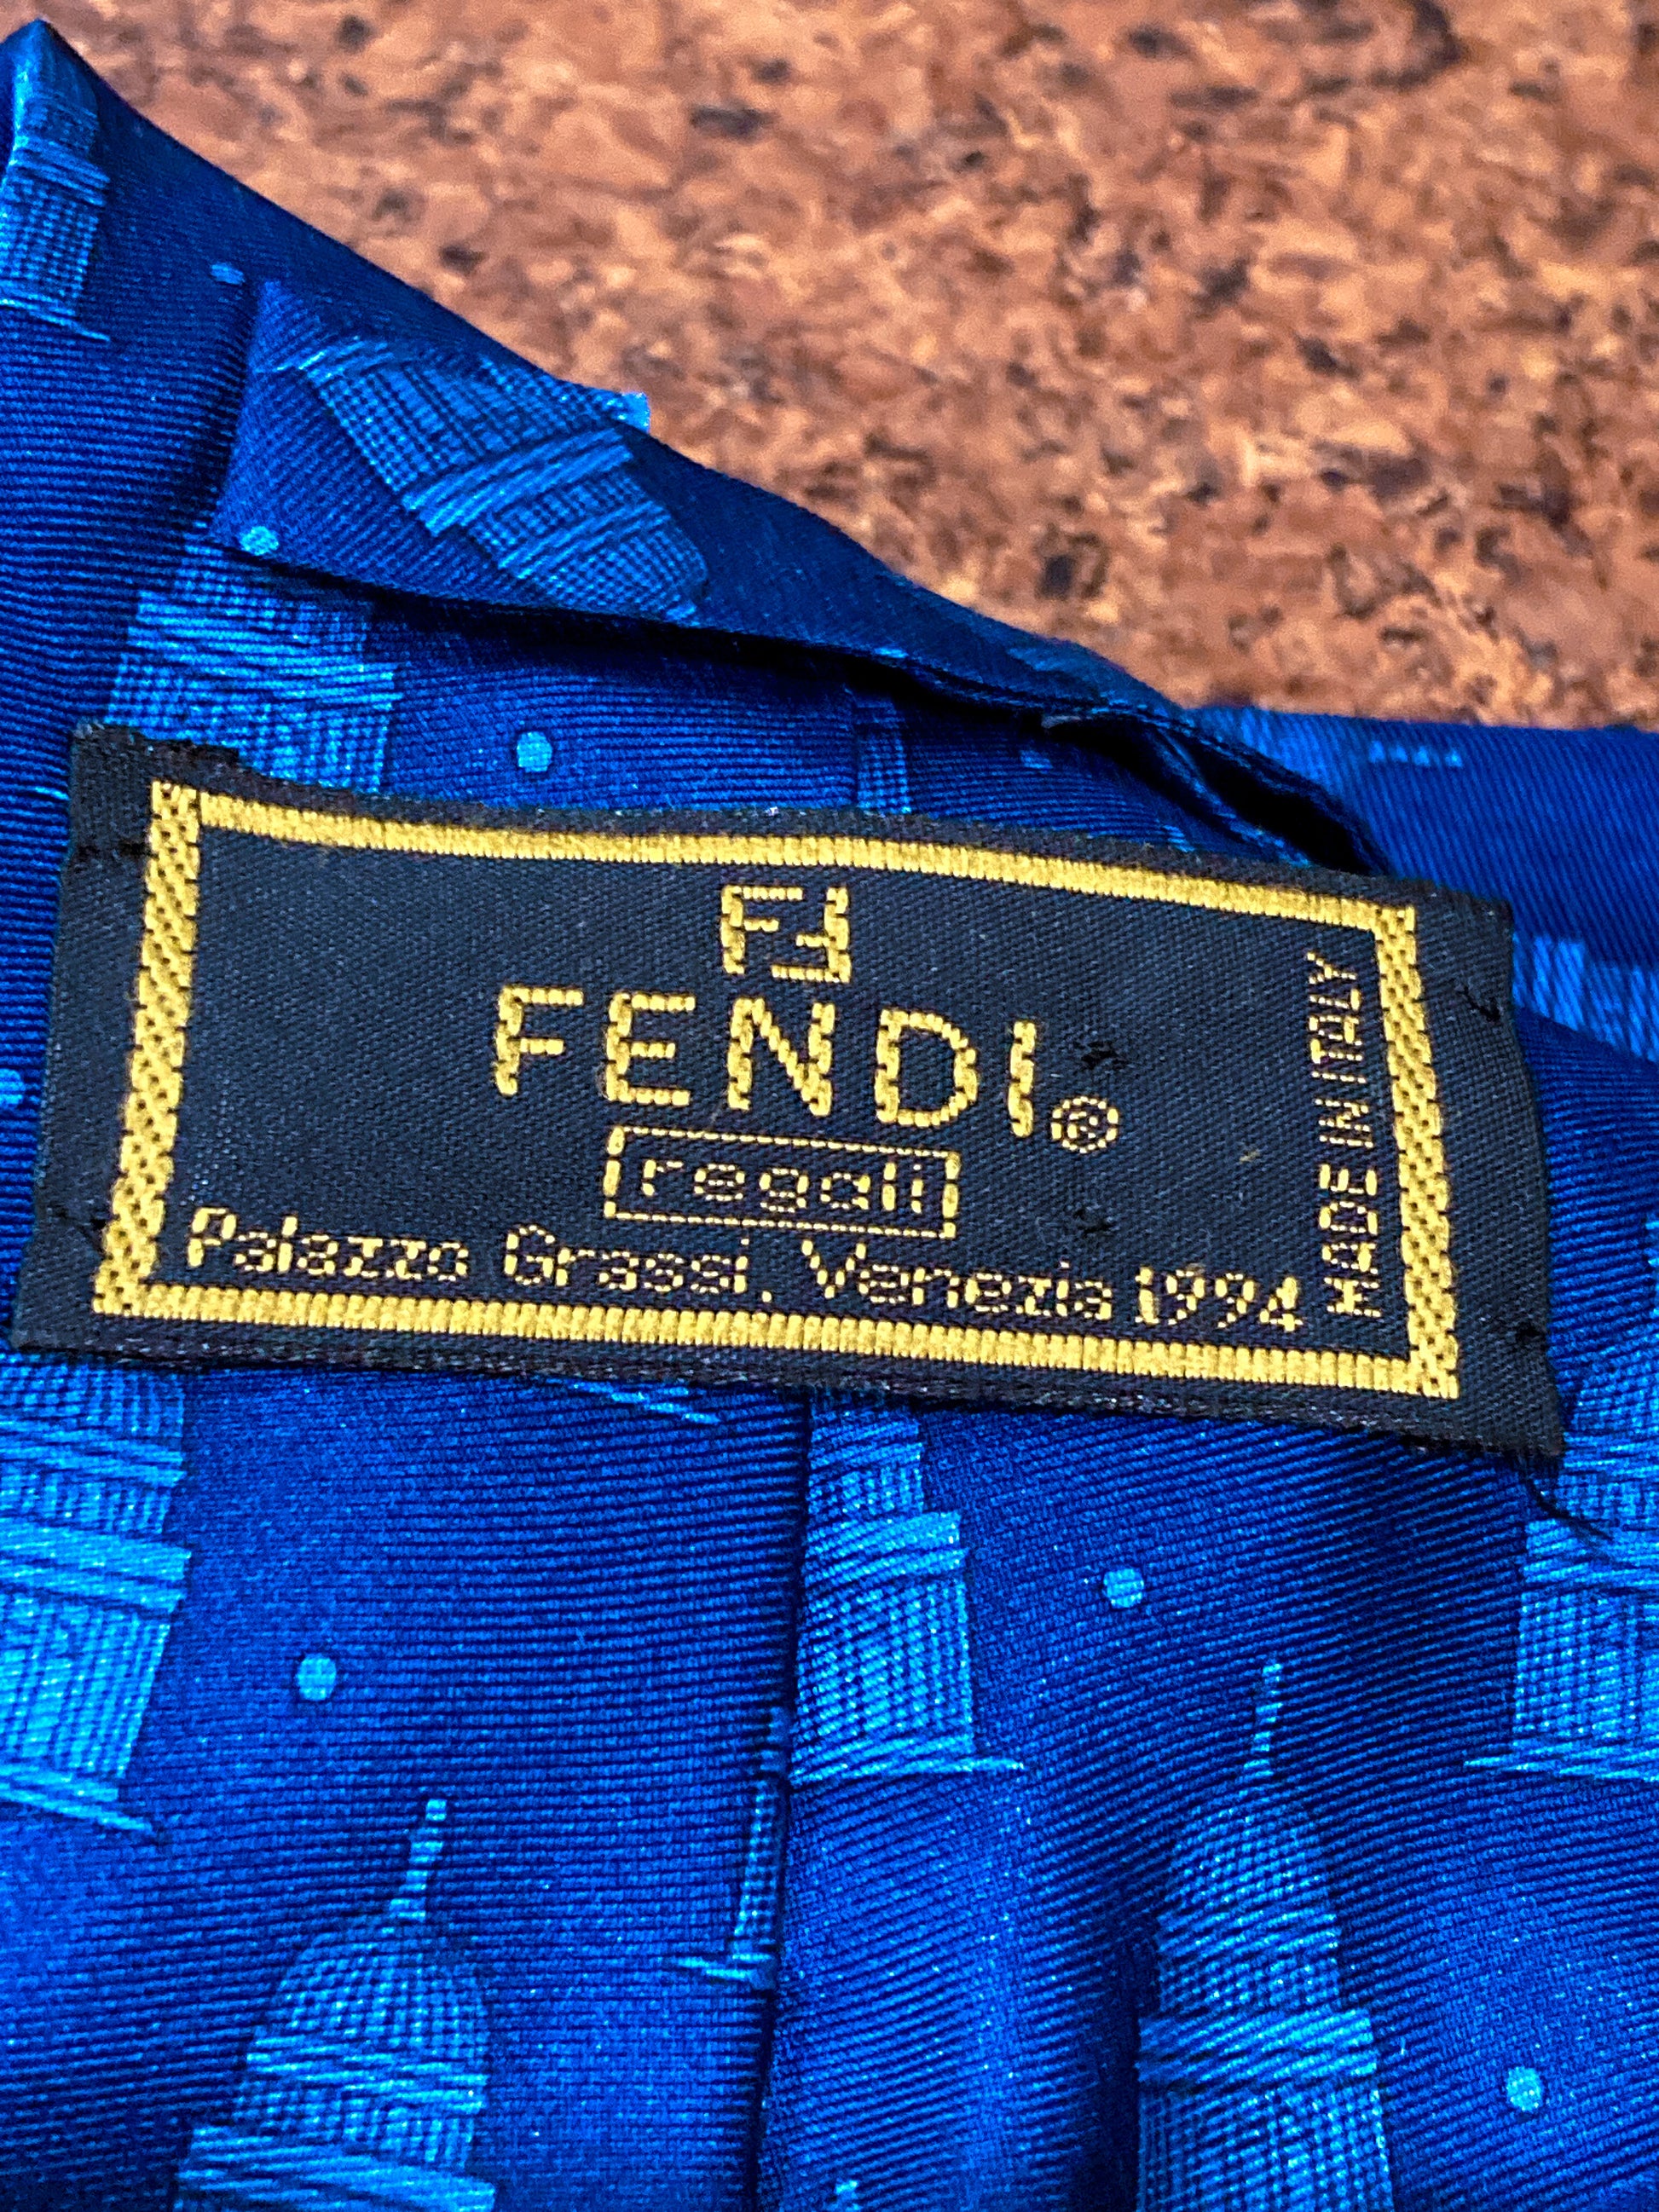 FF
FENDI®
regali
Palazzo Grassi, Venezia 1994
MADE IN ITALY